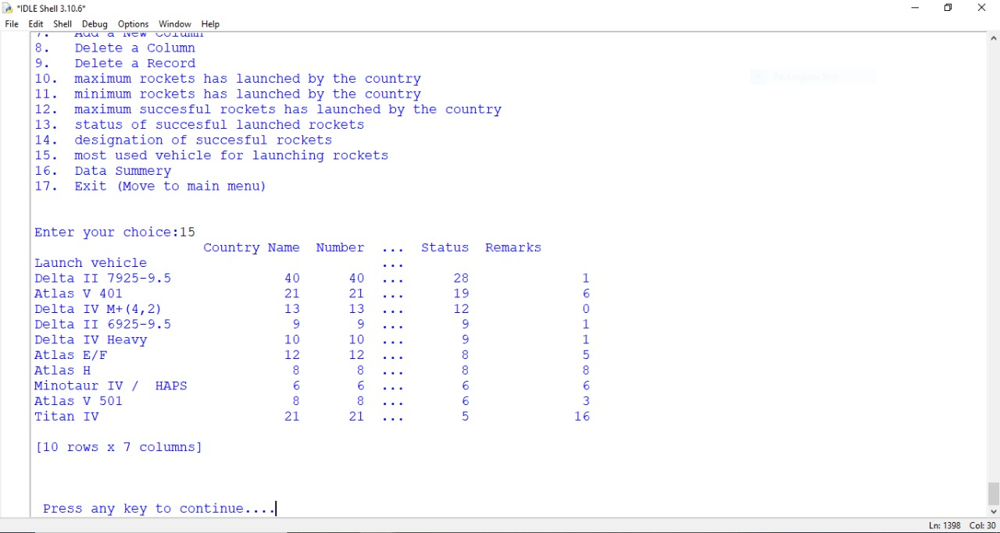 *IDLE Shell 3.10.6*
File Edit Shell Debug Options Window Help
7. Add a New Column
8. Delete a Column
9. Delete a Record
10. maximum rockets has launched by the country
11. minimum rockets has launched by the country
12. maximum succesful rockets has launched by the country
13. status of succesful launched rockets
14. designation of succesful rockets
15. most used vehicle for launching rockets
16. Data Summery
17. Exit (Move to main menu)
Enter your choice:15
Country Name Number ... Status Remarks
Launch vehicle ...
Delta II 7925-9.5 40 40 ... 28 1
Atlas V 401 21 21 ... 19 6
Delta IV M+(4,2) 13 13 ... 12 0
Delta II 6925-9.5 9 9 ... 9 1
Delta IV Heavy 10 10 ... 9 1
Atlas E/F 12 12 ... 8 5
Atlas H 8 8 ... 8 8
Minotaur IV / HAPS 6 6 ... 6 6
Atlas V 501 8 8 ... 6 3
Titan IV 21 21 ... 5 16
[10 rows x 7 columns]
Press any key to continue....
Ln: 1398 Col: 30